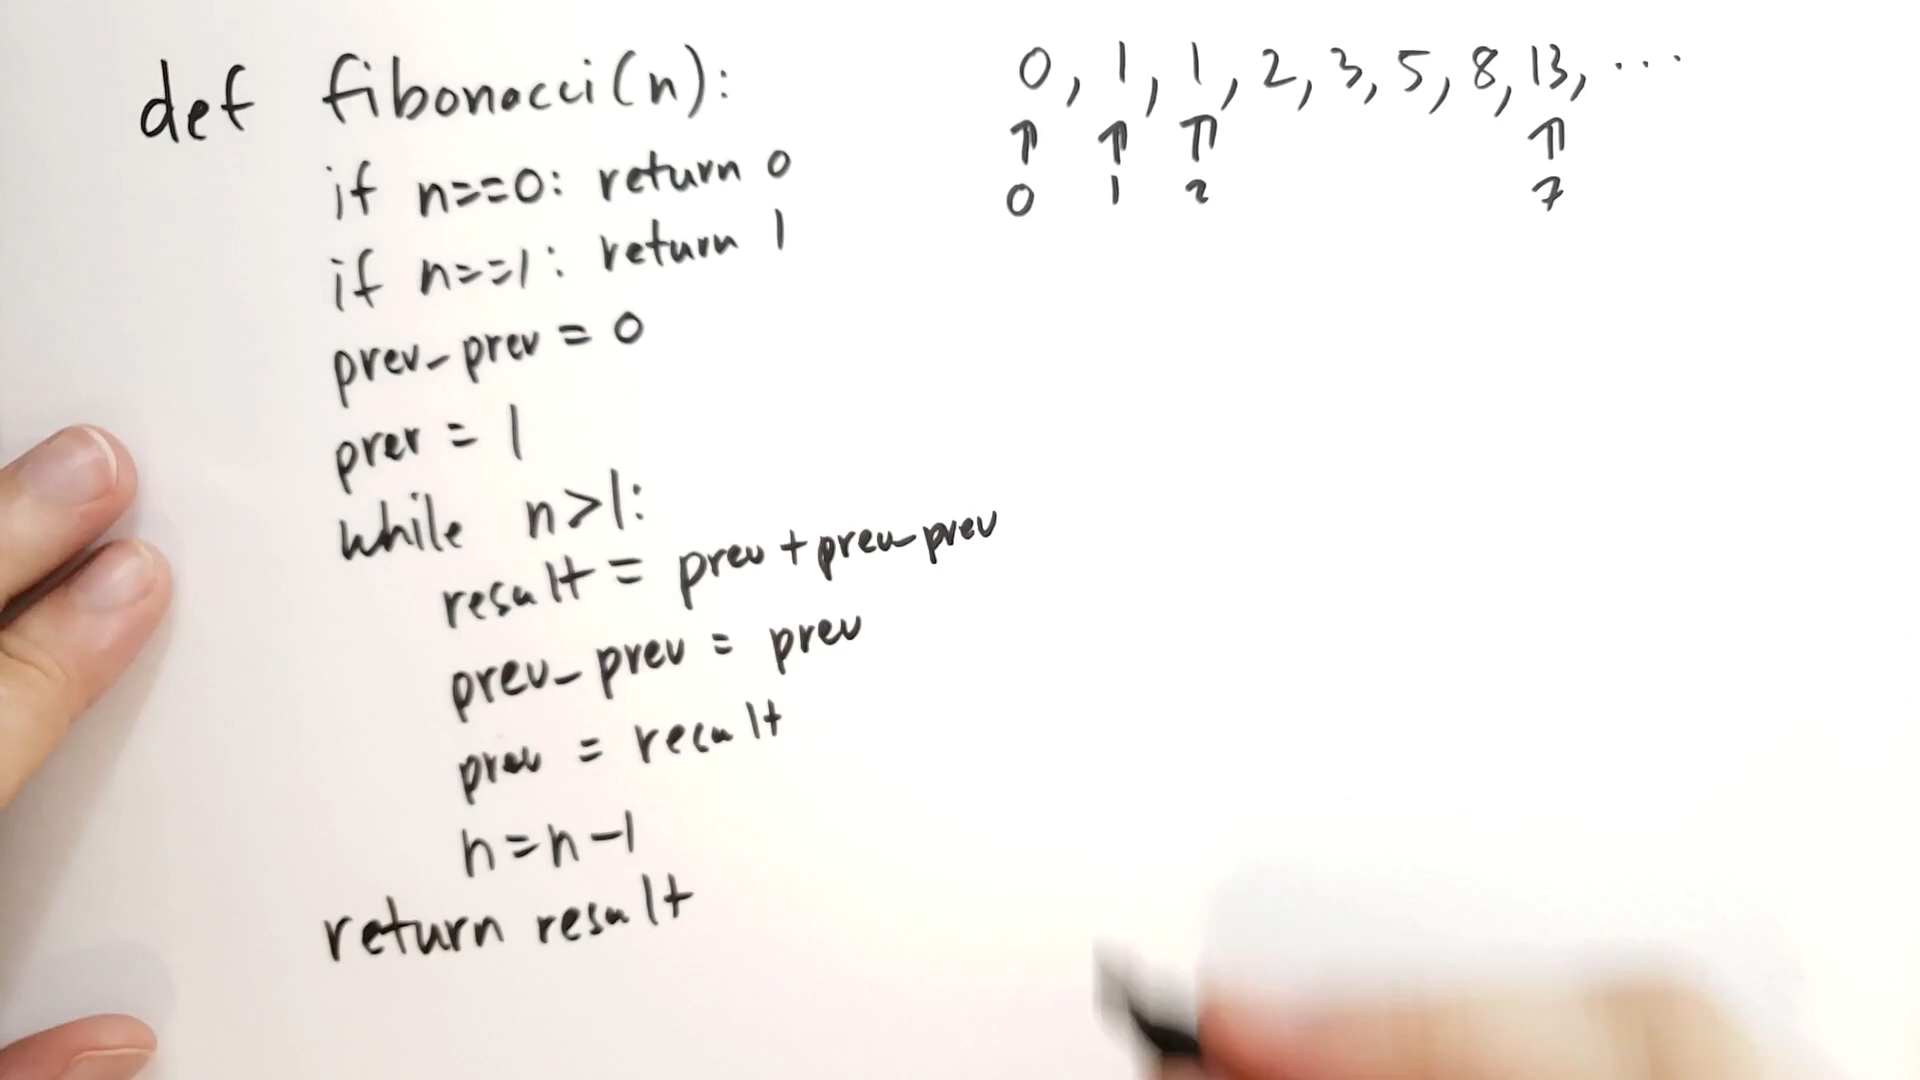 def fibonacci(n):
if n==0: return 0
if n==1: return 1
prev_prev = 0
prev = 1
while n>1:
result = prev + prev_prev
prev_prev = prev
prev = result
n=n-1
return result
0, 1, 1, 2, 3, 5, 8, 13, ...
0 1 2 7